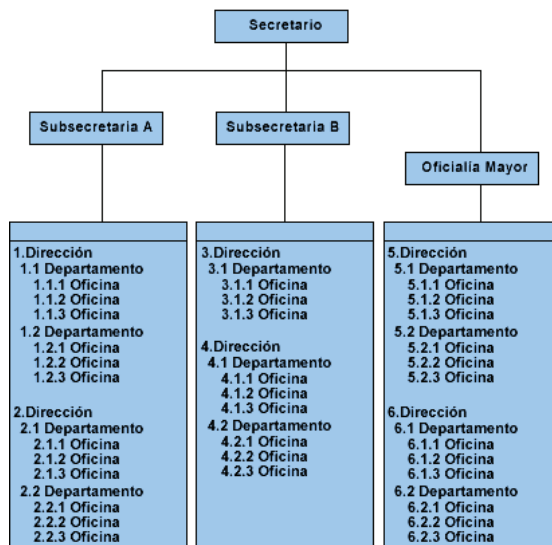 Secretario
Subsecretaria A
Subsecretaria B
Oficialía Mayor
1.Dirección
1.1 Departamento
1.1.1 Oficina
1.1.2 Oficina
1.1.3 Oficina
1.2 Departamento
1.2.1 Oficina
1.2.2 Oficina
1.2.3 Oficina
2.Dirección
2.1 Departamento
2.1.1 Oficina
2.1.2 Oficina
2.1.3 Oficina
2.2 Departamento
2.2.1 Oficina
2.2.2 Oficina
2.2.3 Oficina
3.Dirección
3.1 Departamento
3.1.1 Oficina
3.1.2 Oficina
3.1.3 Oficina
4.Dirección
4.1 Departamento
4.1.1 Oficina
4.1.2 Oficina
4.1.3 Oficina
4.2 Departamento
4.2.1 Oficina
4.2.2 Oficina
4.2.3 Oficina
5.Dirección
5.1 Departamento
5.1.1 Oficina
5.1.2 Oficina
5.1.3 Oficina
5.2 Departamento
5.2.1 Oficina
5.2.2 Oficina
5.2.3 Oficina
6.Dirección
6.1 Departamento
6.1.1 Oficina
6.1.2 Oficina
6.1.3 Oficina
6.2 Departamento
6.2.1 Oficina
6.2.2 Oficina
6.2.3 Oficina